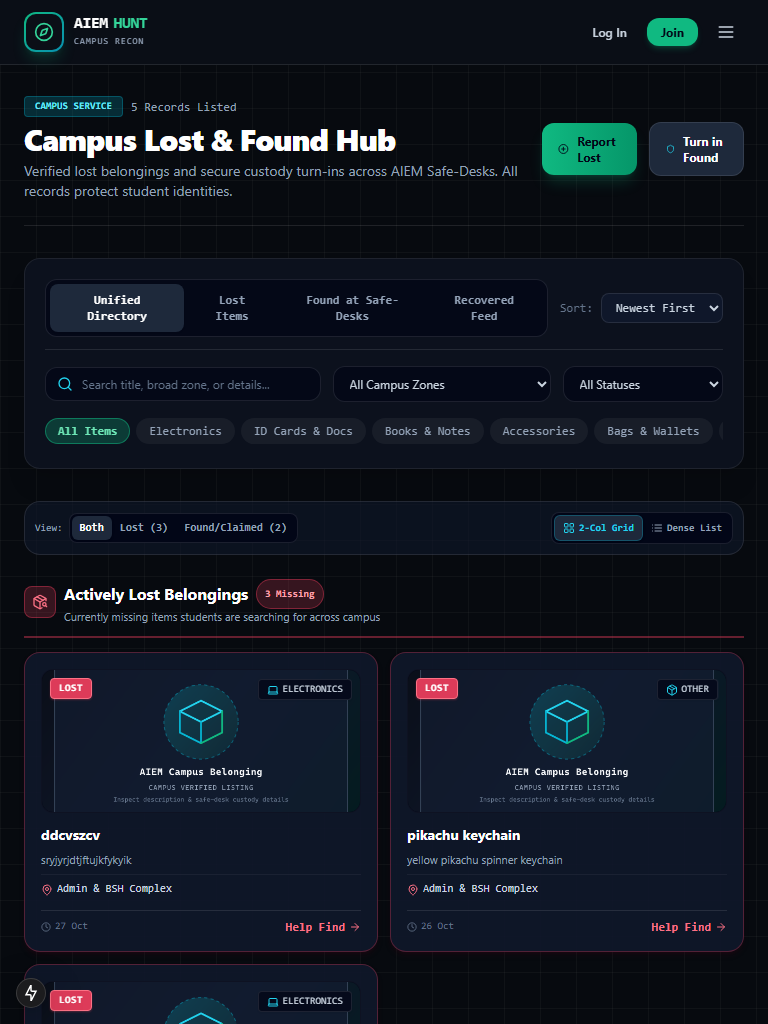 AIEM HUNT
CAMPUS RECON
Log In
Join
CAMPUS SERVICE
5 Records Listed
Campus Lost & Found Hub
Verified lost belongings and secure custody turn-ins across AIEM Safe-Desks. All
records protect student identities.
Report
Lost
Turn in
Found
Unified
Directory
Lost
Items
Found at Safe-
Desks
Recovered
Feed
Sort:
Newest First
Search title, broad zone, or details...
All Campus Zones
All Statuses
All Items
Electronics
ID Cards & Docs
Books & Notes
Accessories
Bags & Wallets
View:
Both
Lost (3)
Found/Claimed (2)
2-Col Grid
Dense List
Actively Lost Belongings
3 Missing
Currently missing items students are searching for across campus
LOST
ELECTRONICS
AIEM Campus Belonging
CAMPUS VERIFIED LISTING
Inspect description & safe-desk custody details
ddcvszcv
sryjyrjdtjftujkfykyik
Admin & BSH Complex
27 Oct
Help Find →
LOST
OTHER
AIEM Campus Belonging
CAMPUS VERIFIED LISTING
Inspect description & safe-desk custody details
pikachu keychain
yellow pikachu spinner keychain
Admin & BSH Complex
26 Oct
Help Find →
LOST
ELECTRONICS